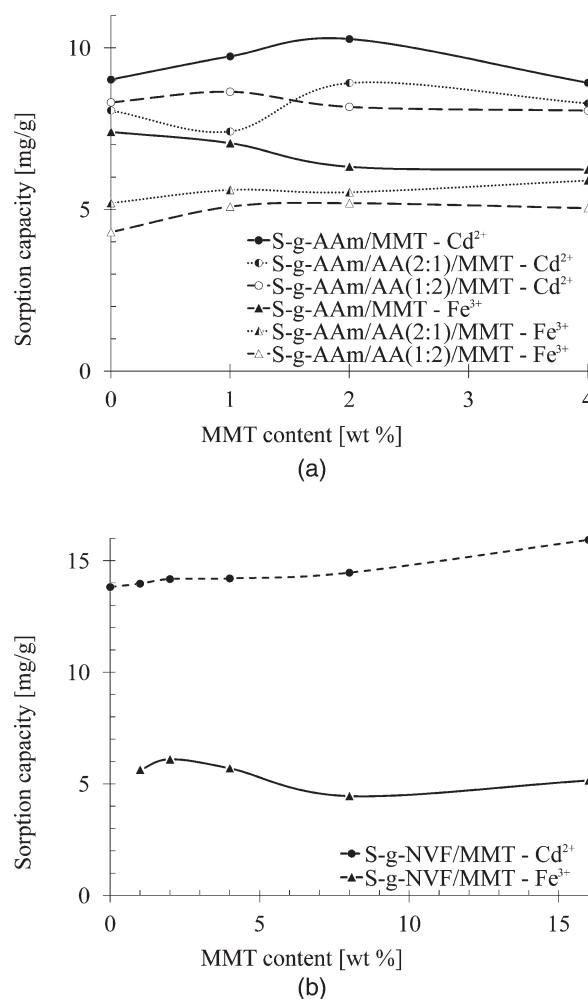 10
5
0
Sorption capacity [mg/g]
S-g-AAm/MMT - Cd²⁺
S-g-AAm/AA(2:1)/MMT - Cd²⁺
S-g-AAm/AA(1:2)/MMT - Cd²⁺
S-g-AAm/MMT - Fe³⁺
S-g-AAm/AA(2:1)/MMT - Fe³⁺
S-g-AAm/AA(1:2)/MMT - Fe³⁺
0 1 2 3 4
MMT content [wt %]
(a)
15
10
5
0
Sorption capacity [mg/g]
S-g-NVF/MMT - Cd²⁺
S-g-NVF/MMT - Fe³⁺
0 5 10 15
MMT content [wt %]
(b)